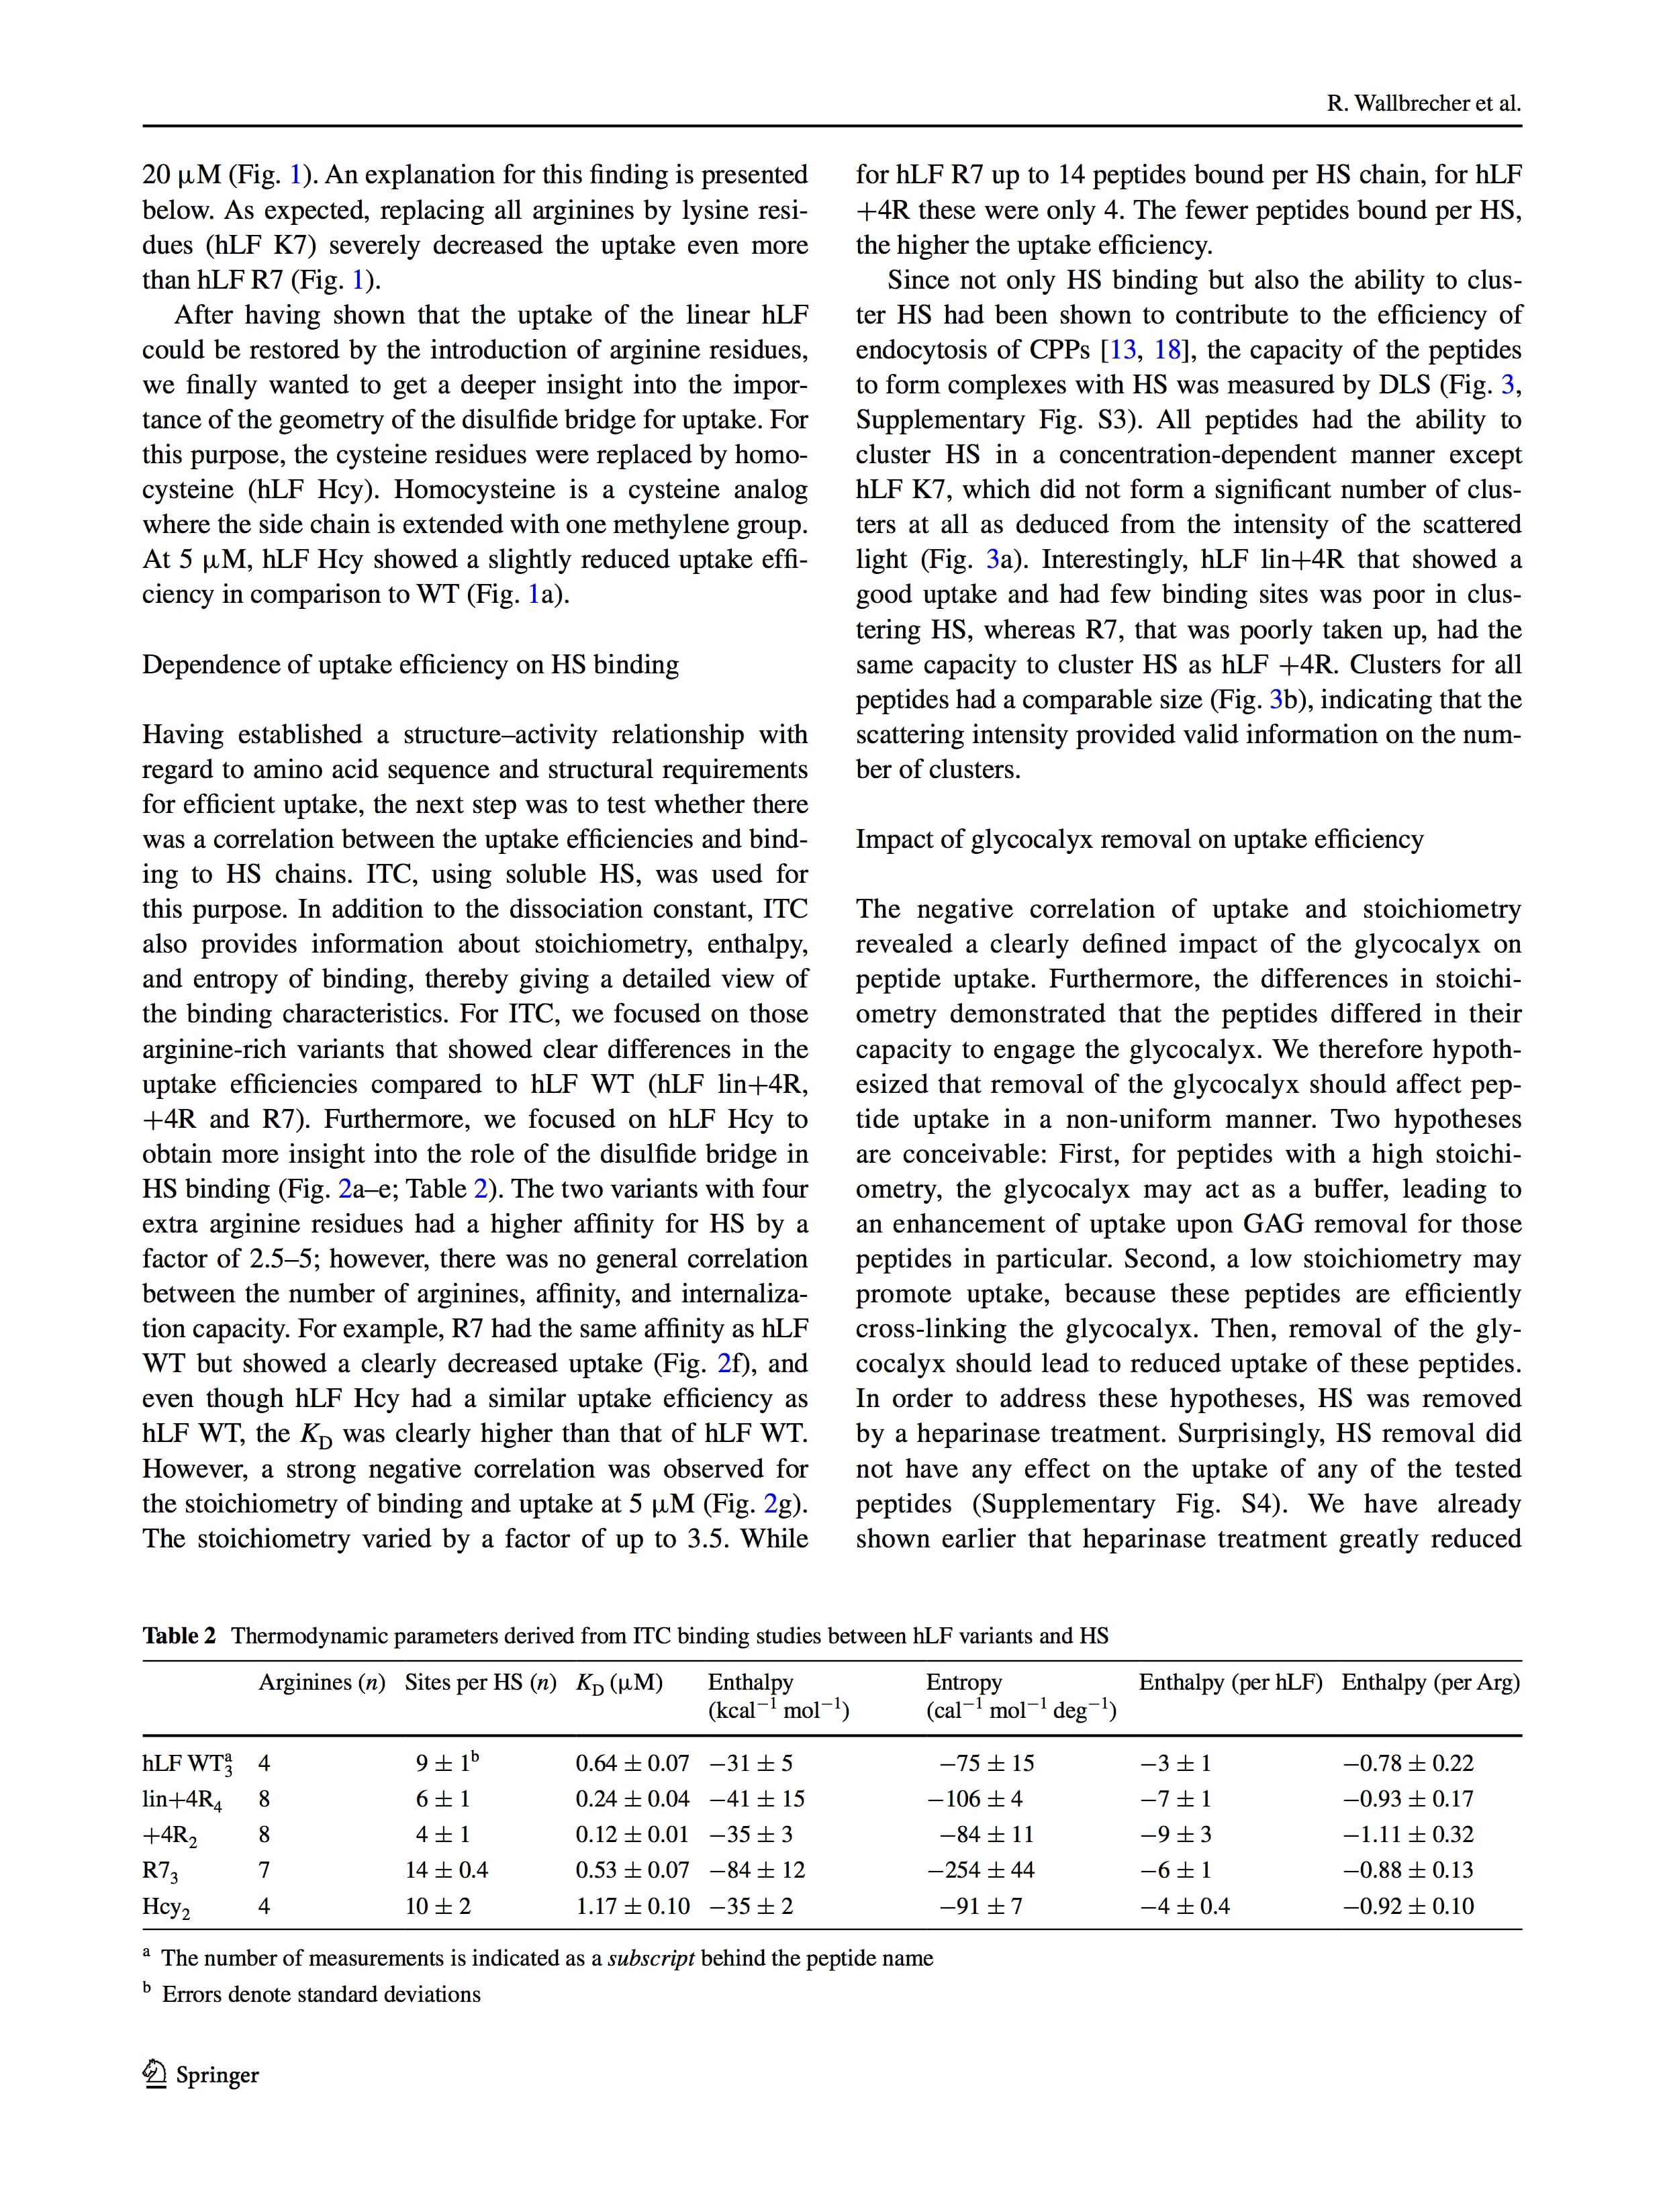 R. Wallbrecher et al.
20 μM (Fig. 1). An explanation for this finding is presented
below. As expected, replacing all arginines by lysine resi-
dues (hLF K7) severely decreased the uptake even more
than hLF R7 (Fig. 1).
After having shown that the uptake of the linear hLF
could be restored by the introduction of arginine residues,
we finally wanted to get a deeper insight into the impor-
tance of the geometry of the disulfide bridge for uptake. For
this purpose, the cysteine residues were replaced by homo-
cysteine (hLF Hcy). Homocysteine is a cysteine analog
where the side chain is extended with one methylene group.
At 5 μM, hLF Hcy showed a slightly reduced uptake effi-
ciency in comparison to WT (Fig. 1a).
Dependence of uptake efficiency on HS binding
Having established a structure–activity relationship with
regard to amino acid sequence and structural requirements
for efficient uptake, the next step was to test whether there
was a correlation between the uptake efficiencies and bind-
ing to HS chains. ITC, using soluble HS, was used for
this purpose. In addition to the dissociation constant, ITC
also provides information about stoichiometry, enthalpy,
and entropy of binding, thereby giving a detailed view of
the binding characteristics. For ITC, we focused on those
arginine-rich variants that showed clear differences in the
uptake efficiencies compared to hLF WT (hLF lin+4R,
+4R and R7). Furthermore, we focused on hLF Hcy to
obtain more insight into the role of the disulfide bridge in
HS binding (Fig. 2a–e; Table 2). The two variants with four
extra arginine residues had a higher affinity for HS by a
factor of 2.5–5; however, there was no general correlation
between the number of arginines, affinity, and internaliza-
tion capacity. For example, R7 had the same affinity as hLF
WT but showed a clearly decreased uptake (Fig. 2f), and
even though hLF Hcy had a similar uptake efficiency as
hLF WT, the K_D was clearly higher than that of hLF WT.
However, a strong negative correlation was observed for
the stoichiometry of binding and uptake at 5 μM (Fig. 2g).
The stoichiometry varied by a factor of up to 3.5. While
for hLF R7 up to 14 peptides bound per HS chain, for hLF
+4R these were only 4. The fewer peptides bound per HS,
the higher the uptake efficiency.
Since not only HS binding but also the ability to clus-
ter HS had been shown to contribute to the efficiency of
endocytosis of CPPs [13, 18], the capacity of the peptides
to form complexes with HS was measured by DLS (Fig. 3,
Supplementary Fig. S3). All peptides had the ability to
cluster HS in a concentration-dependent manner except
hLF K7, which did not form a significant number of clus-
ters at all as deduced from the intensity of the scattered
light (Fig. 3a). Interestingly, hLF lin+4R that showed a
good uptake and had few binding sites was poor in clus-
tering HS, whereas R7, that was poorly taken up, had the
same capacity to cluster HS as hLF +4R. Clusters for all
peptides had a comparable size (Fig. 3b), indicating that the
scattering intensity provided valid information on the num-
ber of clusters.
Impact of glycocalyx removal on uptake efficiency
The negative correlation of uptake and stoichiometry
revealed a clearly defined impact of the glycocalyx on
peptide uptake. Furthermore, the differences in stoichi-
ometry demonstrated that the peptides differed in their
capacity to engage the glycocalyx. We therefore hypoth-
esized that removal of the glycocalyx should affect pep-
tide uptake in a non-uniform manner. Two hypotheses
are conceivable: First, for peptides with a high stoichi-
ometry, the glycocalyx may act as a buffer, leading to
an enhancement of uptake upon GAG removal for those
peptides in particular. Second, a low stoichiometry may
promote uptake, because these peptides are efficiently
cross-linking the glycocalyx. Then, removal of the gly-
cocalyx should lead to reduced uptake of these peptides.
In order to address these hypotheses, HS was removed
by a heparinase treatment. Surprisingly, HS removal did
not have any effect on the uptake of any of the tested
peptides (Supplementary Fig. S4). We have already
shown earlier that heparinase treatment greatly reduced
Table 2 Thermodynamic parameters derived from ITC binding studies between hLF variants and HS
Arginines (n) Sites per HS (n) K_D (μM) Enthalpy (kcal⁻¹ mol⁻¹) Entropy (cal⁻¹ mol⁻¹ deg⁻¹) Enthalpy (per hLF) Enthalpy (per Arg)
hLF WT₃ᵃ 4 9 ± 1ᵇ 0.64 ± 0.07 −31 ± 5 −75 ± 15 −3 ± 1 −0.78 ± 0.22
lin+4R₄ 8 6 ± 1 0.24 ± 0.04 −41 ± 15 −106 ± 4 −7 ± 1 −0.93 ± 0.17
+4R₂ 8 4 ± 1 0.12 ± 0.01 −35 ± 3 −84 ± 11 −9 ± 3 −1.11 ± 0.32
R7₃ 7 14 ± 0.4 0.53 ± 0.07 −84 ± 12 −254 ± 44 −6 ± 1 −0.88 ± 0.13
Hcy₂ 4 10 ± 2 1.17 ± 0.10 −35 ± 2 −91 ± 7 −4 ± 0.4 −0.92 ± 0.10
ᵃ The number of measurements is indicated as a subscript behind the peptide name
ᵇ Errors denote standard deviations
Springer